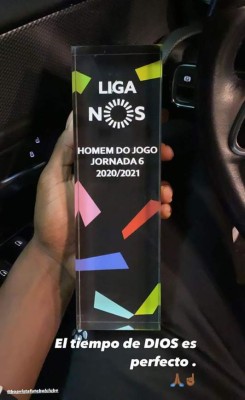 LIGA
NOS
HOMEM DO JOGO
JORNADA 6
2020/2021
El tiempo de DIOS es
perfecto .